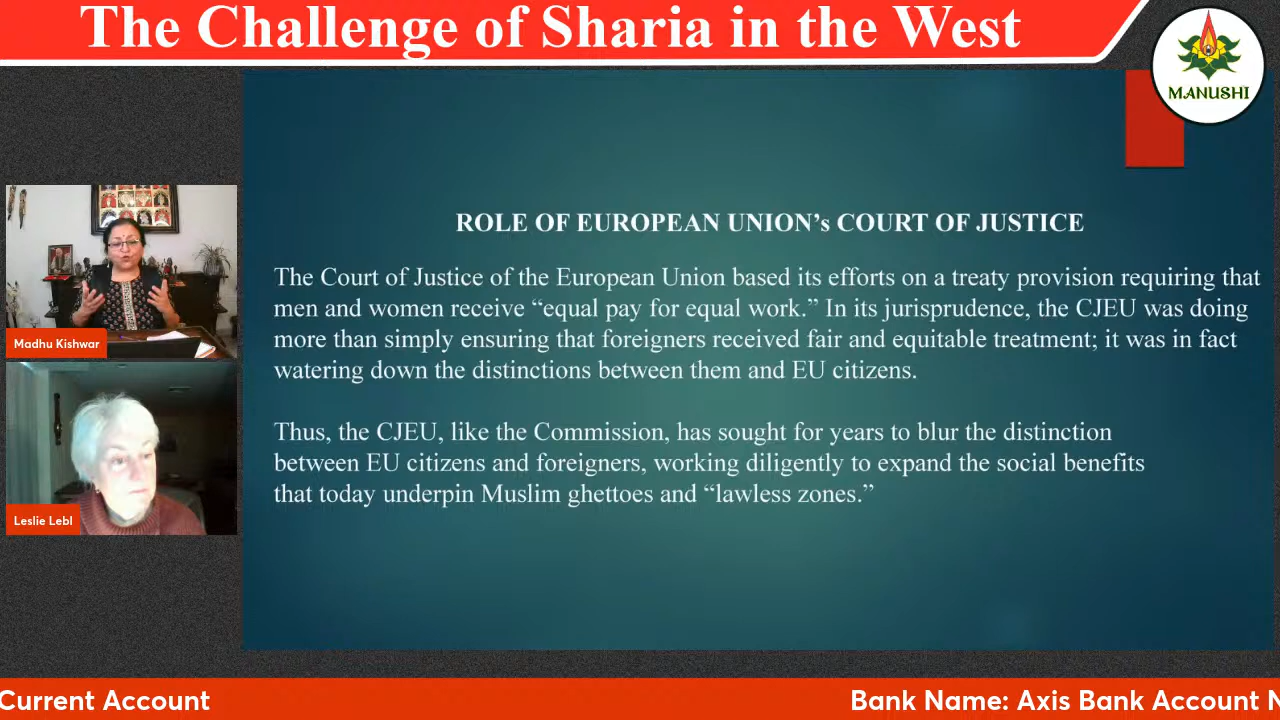 The Challenge of Sharia in the West
MANUSHI
ROLE OF EUROPEAN UNION’s COURT OF JUSTICE
The Court of Justice of the European Union based its efforts on a treaty provision requiring that
men and women receive “equal pay for equal work.” In its jurisprudence, the CJEU was doing
more than simply ensuring that foreigners received fair and equitable treatment; it was in fact
watering down the distinctions between them and EU citizens.
Thus, the CJEU, like the Commission, has sought for years to blur the distinction
between EU citizens and foreigners, working diligently to expand the social benefits
that today underpin Muslim ghettoes and “lawless zones.”
Madhu Kishwar
Leslie Lebl
Current Account
Bank Name: Axis Bank Account N